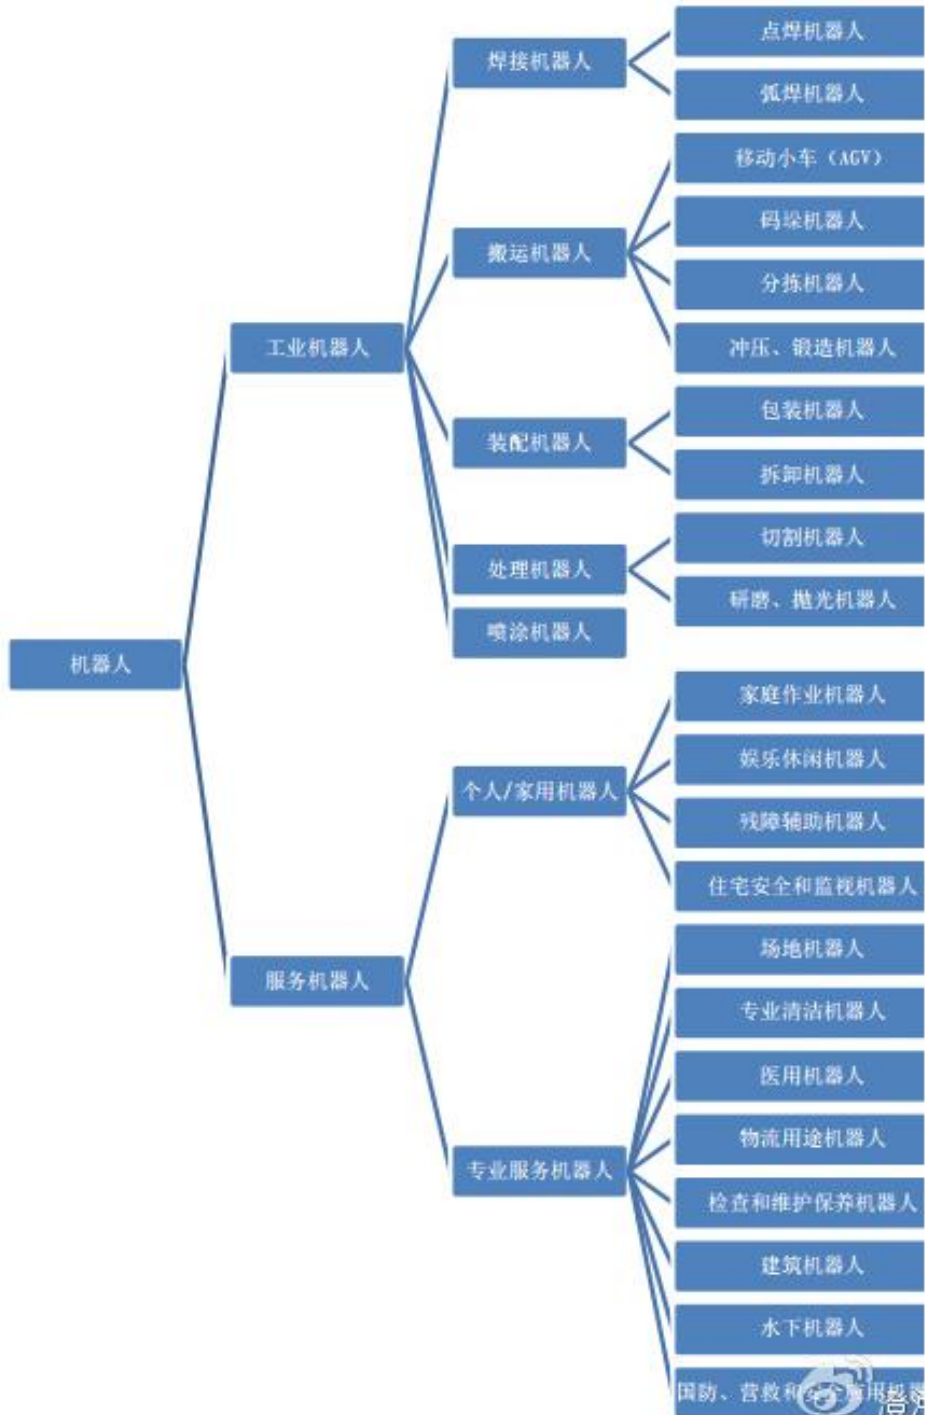 机器人
工业机器人
焊接机器人
点焊机器人
弧焊机器人
搬运机器人
移动小车（AGV）
码垛机器人
分拣机器人
冲压、锻造机器人
装配机器人
包装机器人
拆卸机器人
处理机器人
切割机器人
研磨、抛光机器人
喷涂机器人
服务机器人
个人/家用机器人
家庭作业机器人
娱乐休闲机器人
残障辅助机器人
住宅安全和监视机器人
专业服务机器人
场地机器人
专业清洁机器人
医用机器人
物流用途机器人
检查和维护保养机器人
建筑机器人
水下机器人
国防、营救和安全应用机器